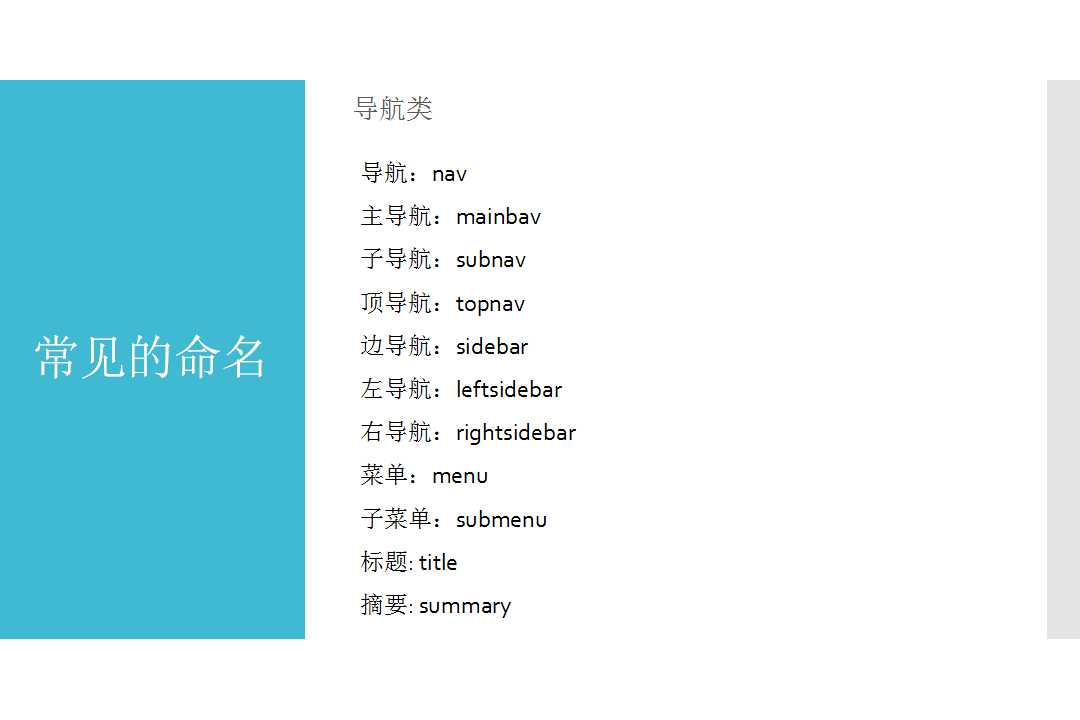 常见的命名
导航类
导航：nav
主导航：mainbav
子导航：subnav
顶导航：topnav
边导航：sidebar
左导航：leftsidebar
右导航：rightsidebar
菜单：menu
子菜单：submenu
标题: title
摘要: summary